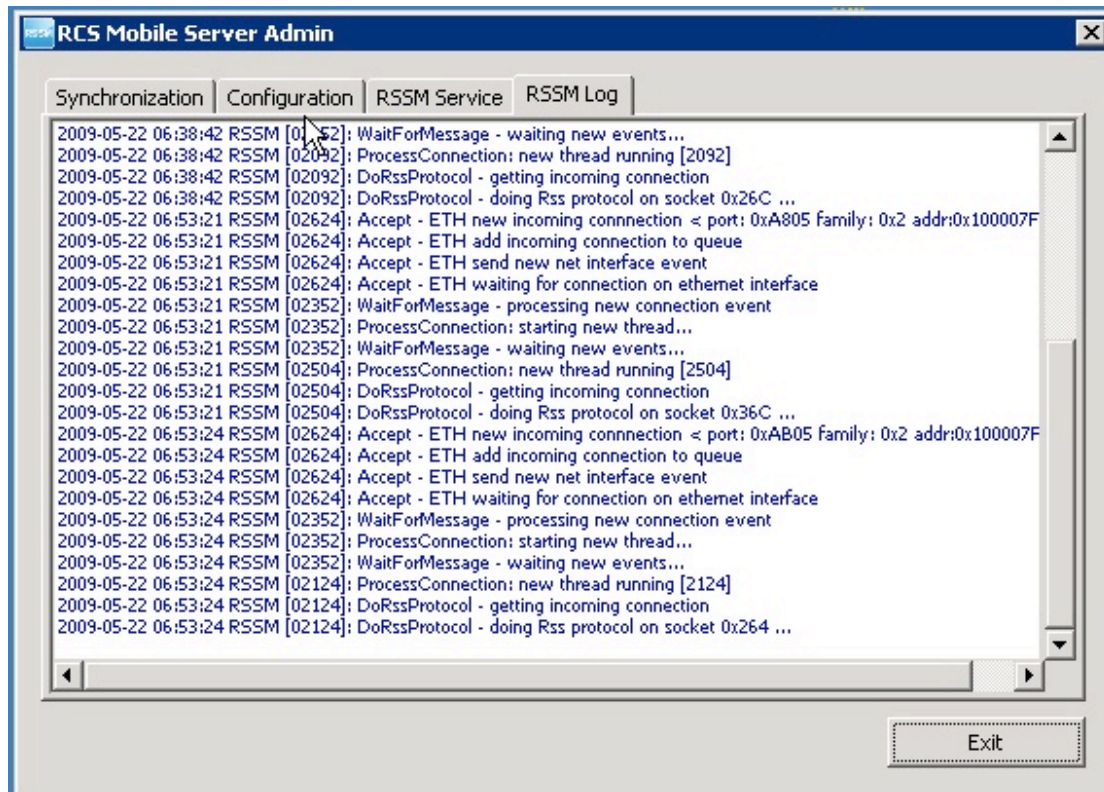 RSSM RCS Mobile Server Admin
Synchronization Configuration RSSM Service RSSM Log
2009-05-22 06:38:42 RSSM [02352]: WaitForMessage - waiting new events...
2009-05-22 06:38:42 RSSM [02092]: ProcessConnection: new thread running [2092]
2009-05-22 06:38:42 RSSM [02092]: DoRssProtocol - getting incoming connection
2009-05-22 06:38:42 RSSM [02092]: DoRssProtocol - doing Rss protocol on socket 0x26C ...
2009-05-22 06:53:21 RSSM [02624]: Accept - ETH new incoming connnection < port: 0xA805 family: 0x2 addr:0x100007F
2009-05-22 06:53:21 RSSM [02624]: Accept - ETH add incoming connection to queue
2009-05-22 06:53:21 RSSM [02624]: Accept - ETH send new net interface event
2009-05-22 06:53:21 RSSM [02624]: Accept - ETH waiting for connection on ethernet interface
2009-05-22 06:53:21 RSSM [02352]: WaitForMessage - processing new connection event
2009-05-22 06:53:21 RSSM [02352]: ProcessConnection: starting new thread...
2009-05-22 06:53:21 RSSM [02352]: WaitForMessage - waiting new events...
2009-05-22 06:53:21 RSSM [02504]: ProcessConnection: new thread running [2504]
2009-05-22 06:53:21 RSSM [02504]: DoRssProtocol - getting incoming connection
2009-05-22 06:53:21 RSSM [02504]: DoRssProtocol - doing Rss protocol on socket 0x36C ...
2009-05-22 06:53:24 RSSM [02624]: Accept - ETH new incoming connnection < port: 0xAB05 family: 0x2 addr:0x100007F
2009-05-22 06:53:24 RSSM [02624]: Accept - ETH add incoming connection to queue
2009-05-22 06:53:24 RSSM [02624]: Accept - ETH send new net interface event
2009-05-22 06:53:24 RSSM [02624]: Accept - ETH waiting for connection on ethernet interface
2009-05-22 06:53:24 RSSM [02352]: WaitForMessage - processing new connection event
2009-05-22 06:53:24 RSSM [02352]: ProcessConnection: starting new thread...
2009-05-22 06:53:24 RSSM [02352]: WaitForMessage - waiting new events...
2009-05-22 06:53:24 RSSM [02124]: ProcessConnection: new thread running [2124]
2009-05-22 06:53:24 RSSM [02124]: DoRssProtocol - getting incoming connection
2009-05-22 06:53:24 RSSM [02124]: DoRssProtocol - doing Rss protocol on socket 0x264 ...
Exit